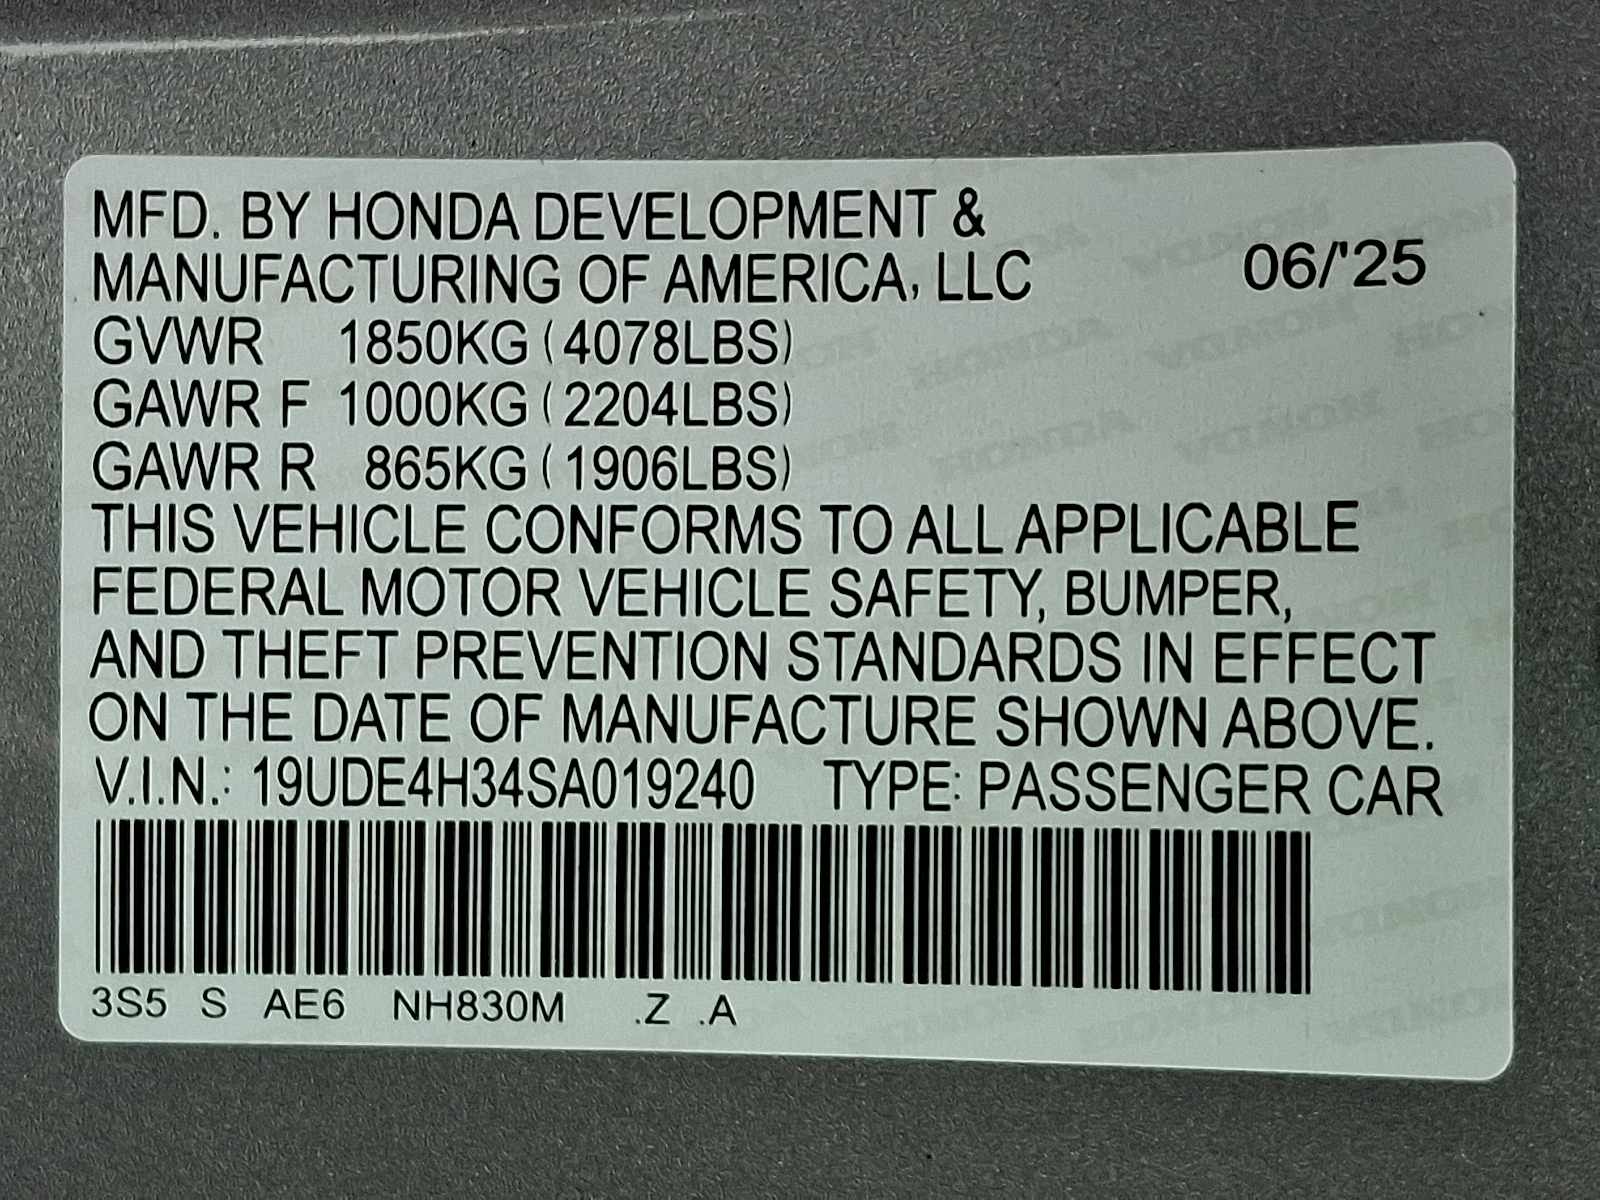 MFD. BY HONDA DEVELOPMENT &
MANUFACTURING OF AMERICA, LLC 06/'25
GVWR 1850KG (4078LBS)
GAWR F 1000KG (2204LBS)
GAWR R 865KG (1906LBS)
THIS VEHICLE CONFORMS TO ALL APPLICABLE
FEDERAL MOTOR VEHICLE SAFETY, BUMPER,
AND THEFT PREVENTION STANDARDS IN EFFECT
ON THE DATE OF MANUFACTURE SHOWN ABOVE.
V.I.N.: 19UDE4H34SA019240 TYPE: PASSENGER CAR
3S5 S AE6 NH830M .Z .A